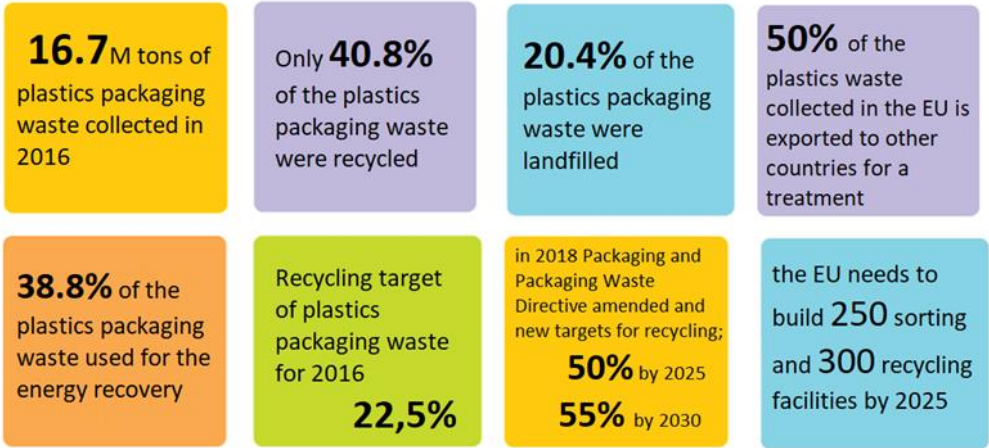 16.7M tons of
plastics packaging
waste collected in
2016
Only 40.8%
of the plastics
packaging waste
were recycled
20.4% of the
plastics packaging
waste were
landfilled
50% of the
plastics waste
collected in the EU is
exported to other
countries for a
treatment
38.8% of the
plastics packaging
waste used for the
energy recovery
Recycling target
of plastics
packaging waste
for 2016
22,5%
in 2018 Packaging and
Packaging Waste
Directive amended and
new targets for recycling;
50% by 2025
55% by 2030
the EU needs to
build 250 sorting
and 300 recycling
facilities by 2025